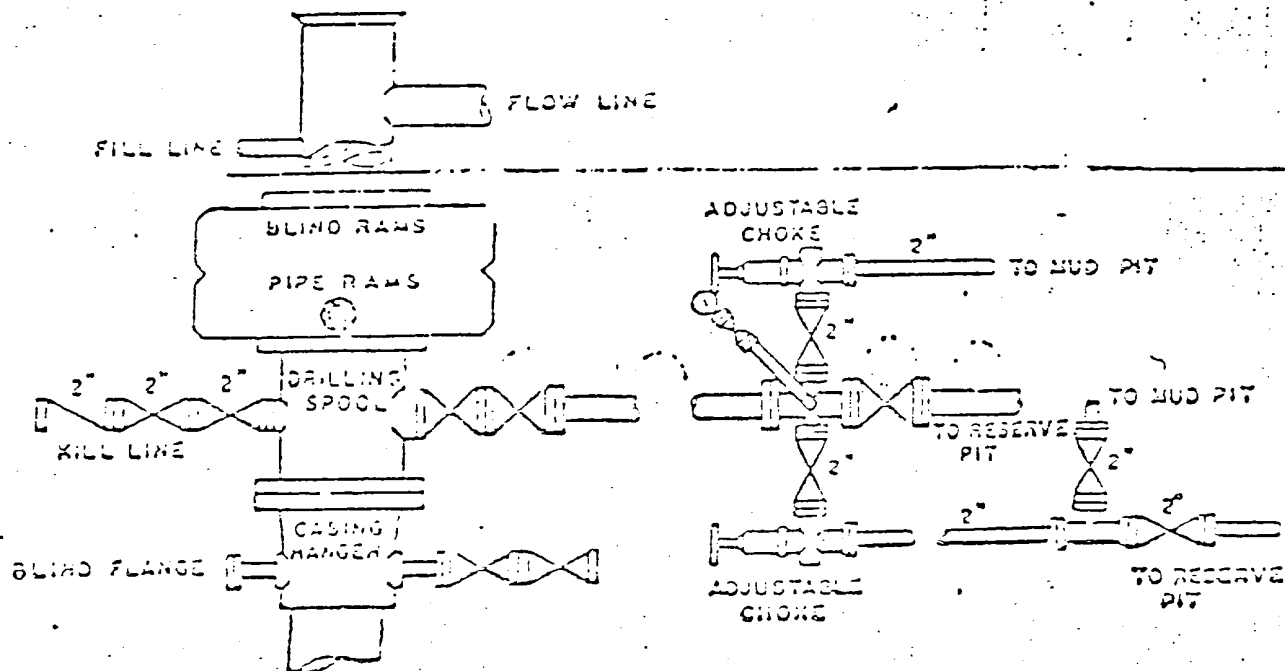 FLOW LINE
FILL LINE
BLIND RAMS
PIPE RAMS
ADJUSTABLE
CHOKE
2"
TO MUD PIT
2"
2" 2" 2"
DRILLING
SPOOL
KILL LINE
TO MUD PIT
TO RESERVE
PIT
2"
2"
2"
2"
CASING
HANGER
BLIND FLANGE
ADJUSTABLE
CHOKE
TO RESERVE
PIT